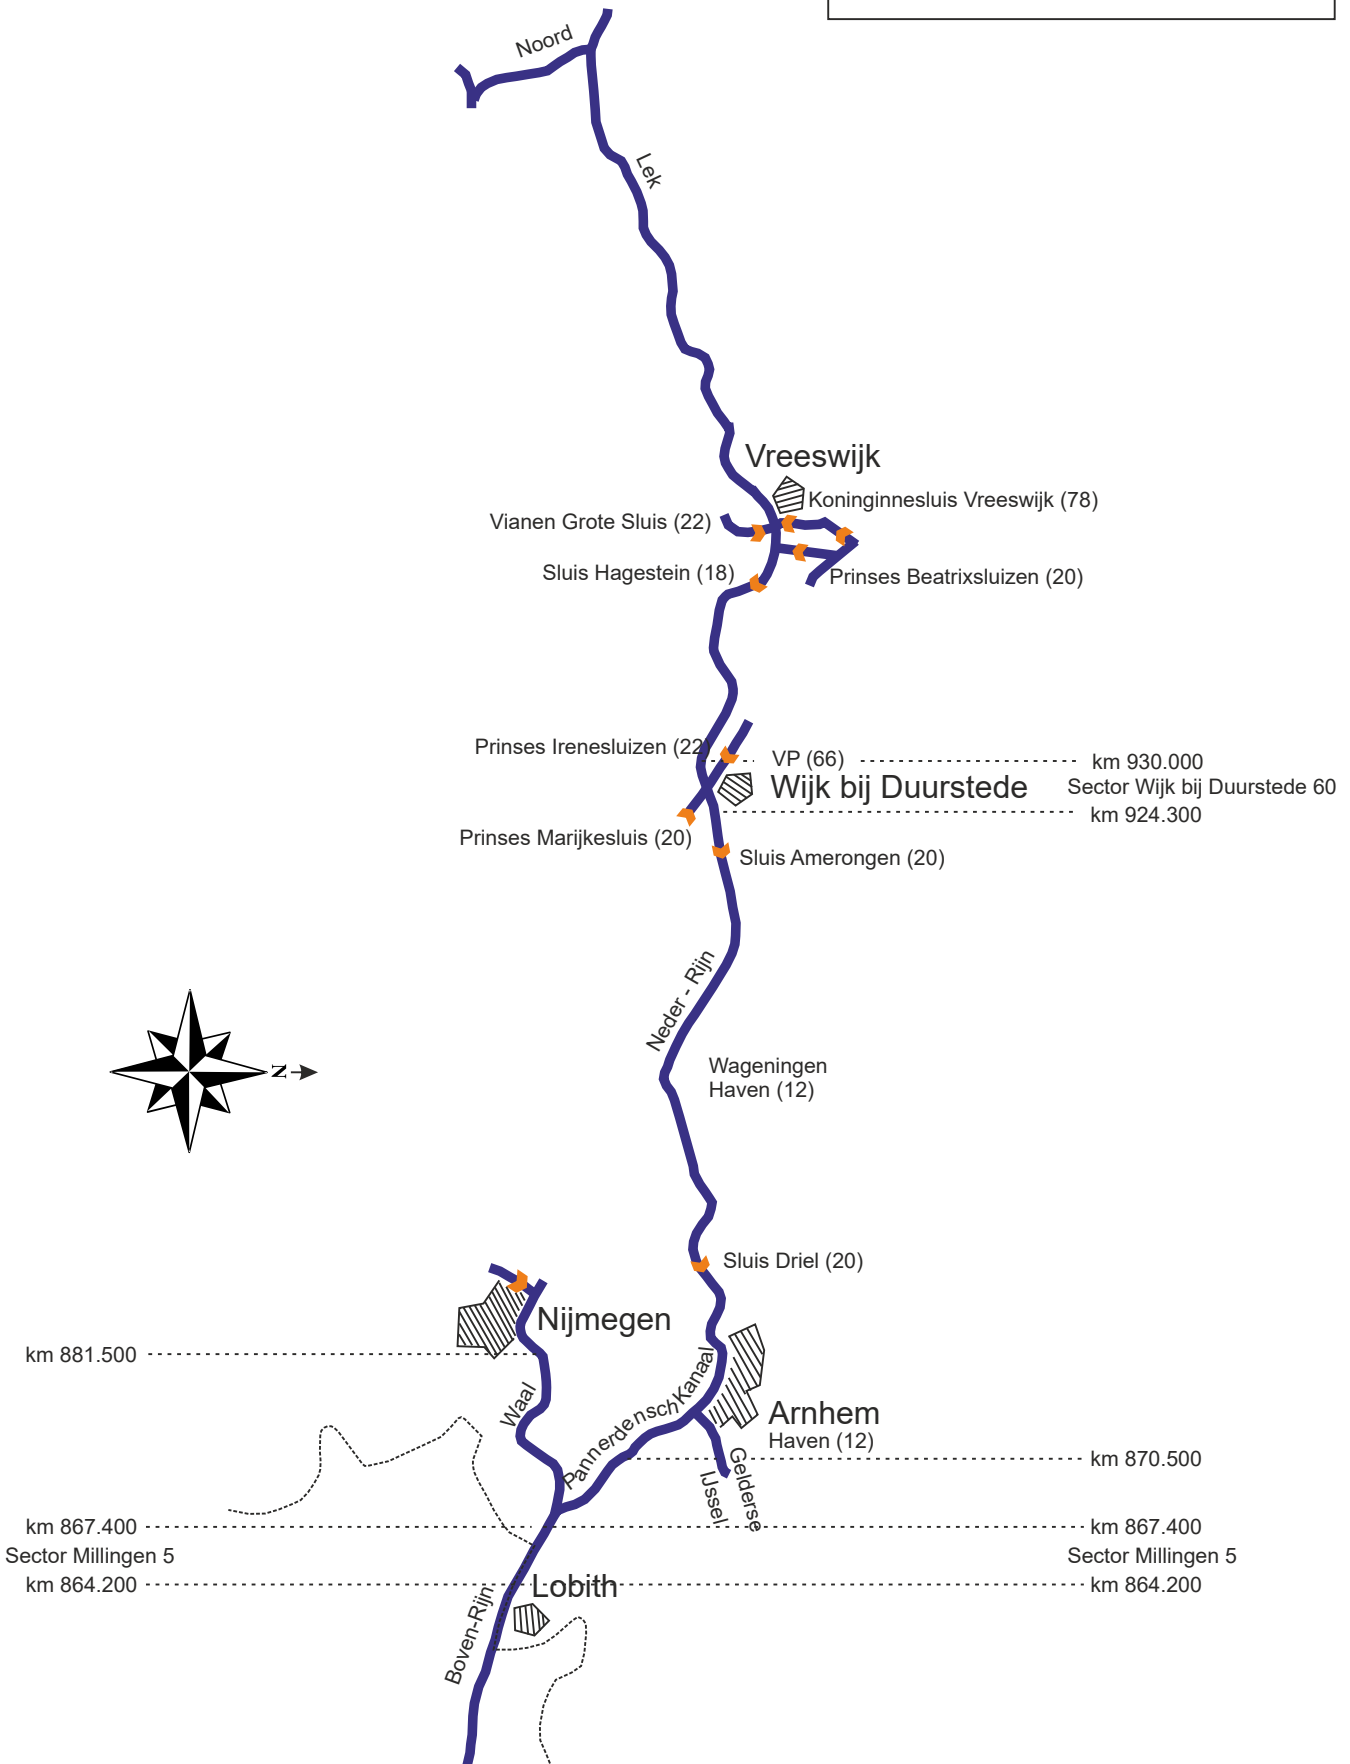 Noord
Lek
Vreeswijk
Koninginnesluis Vreeswijk (78)
Vianen Grote Sluis (22)
Sluis Hagestein (18)
Prinses Beatrixsluizen (20)
Prinses Irenesluizen (22)
VP (66)
km 930.000
Wijk bij Duurstede
Sector Wijk bij Duurstede 60
km 924.300
Prinses Marijkesluis (20)
Sluis Amerongen (20)
Neder - Rijn
N
Wageningen
Haven (12)
Sluis Driel (20)
Nijmegen
km 881.500
Waal
Pannerdensch Kanaal
Arnhem
Haven (12)
Gelderse
IJssel
km 870.500
km 867.400
km 867.400
Sector Millingen 5
Sector Millingen 5
km 864.200
Lobith
km 864.200
Boven-Rijn